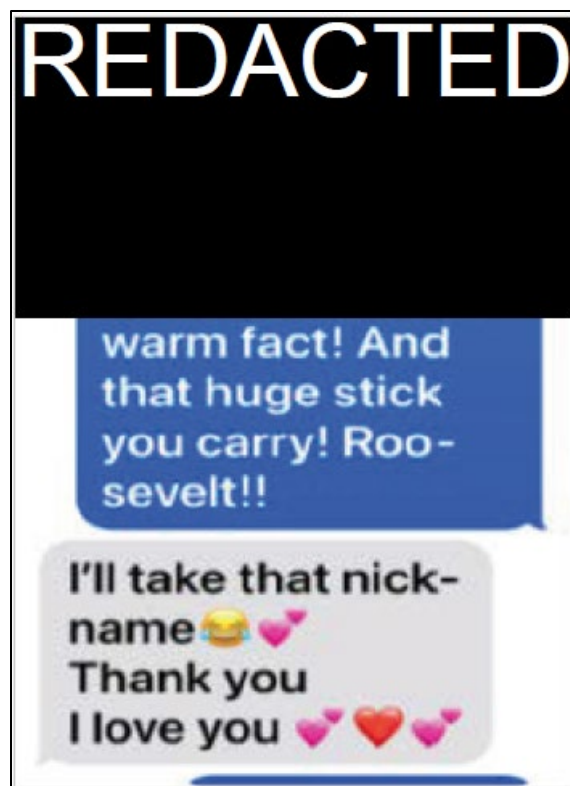 REDACTED
warm fact! And
that huge stick
you carry! Roo-
sevelt!!
I'll take that nick-
name😂💕
Thank you
I love you 💕❤️💕